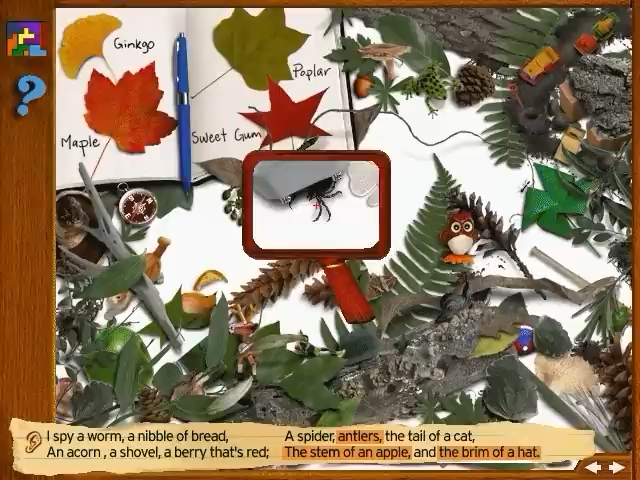 Ginkgo
Poplar
Maple
Sweet Gum
I spy a worm, a nibble of bread,
An acorn , a shovel, a berry that's red;
A spider, antlers, the tail of a cat,
The stem of an apple, and the brim of a hat.